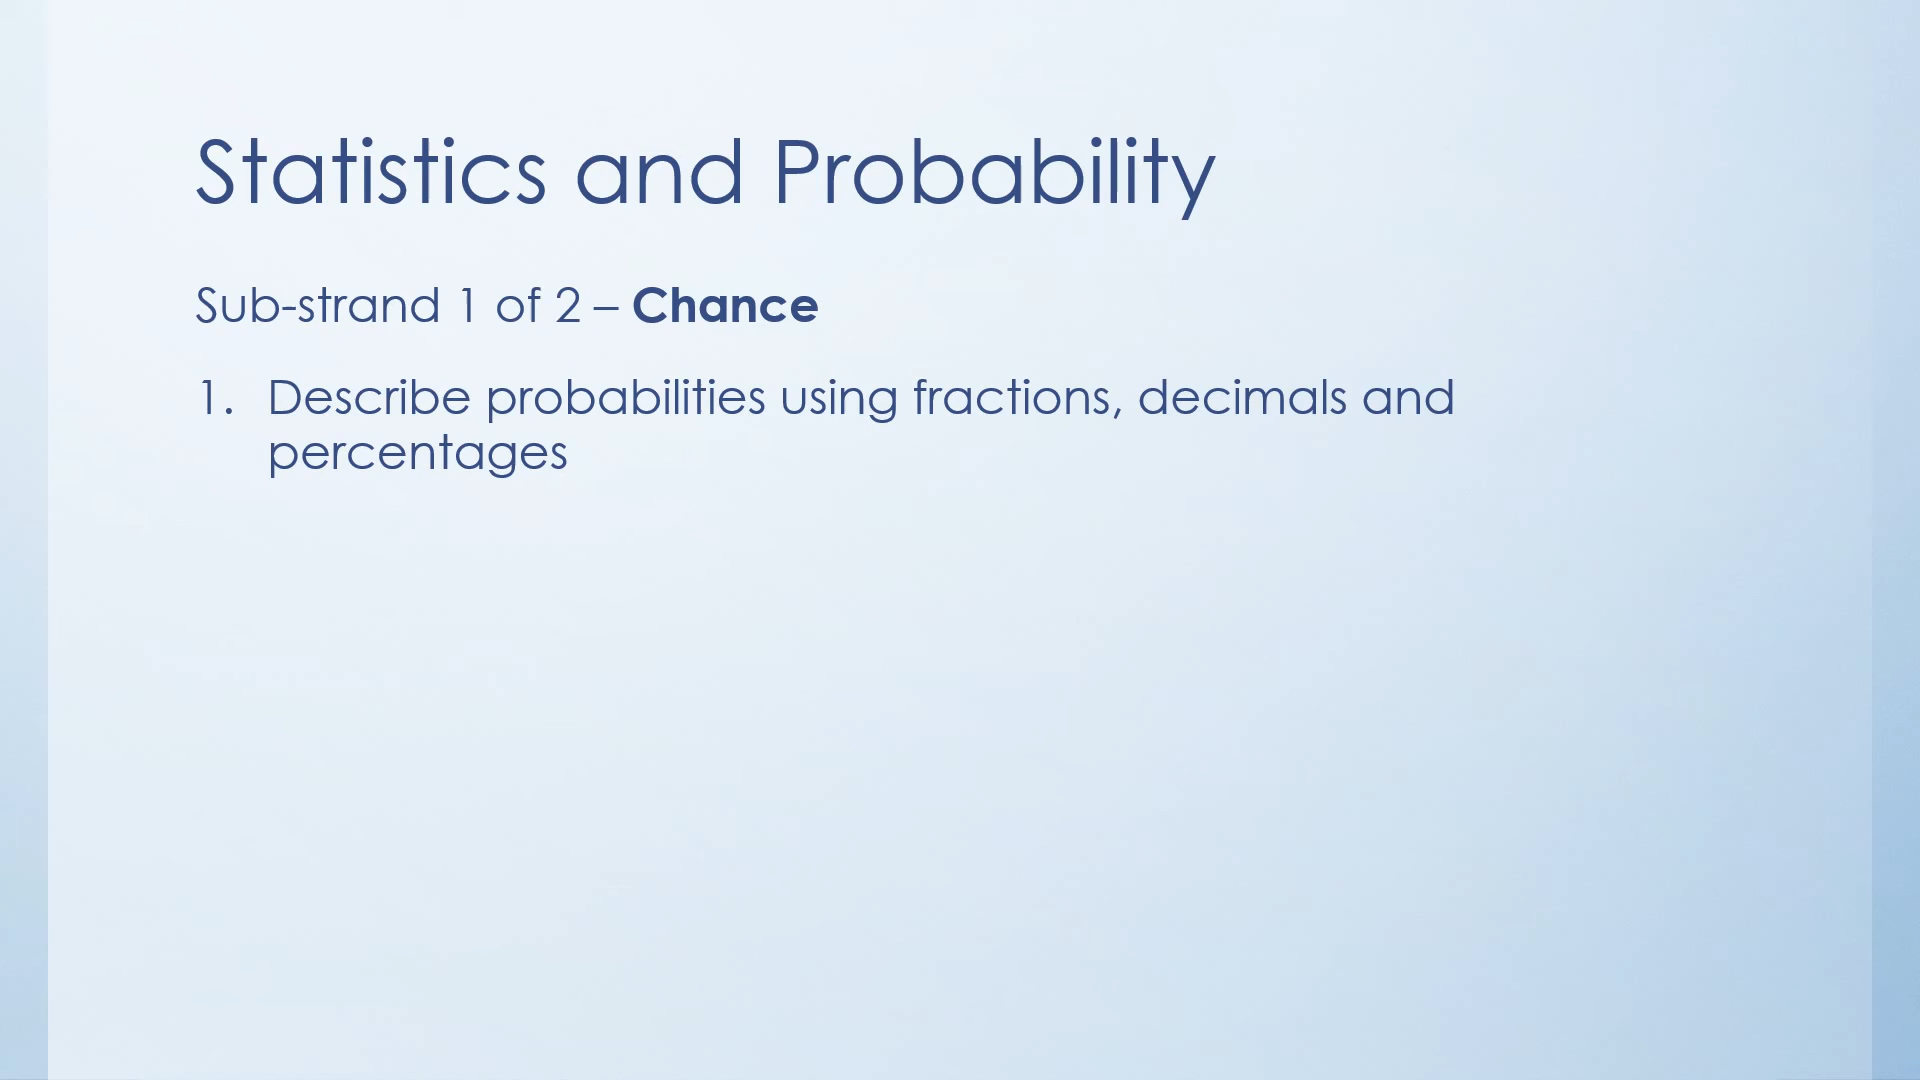 Statistics and Probability
Sub-strand 1 of 2 – Chance
1. Describe probabilities using fractions, decimals and
percentages